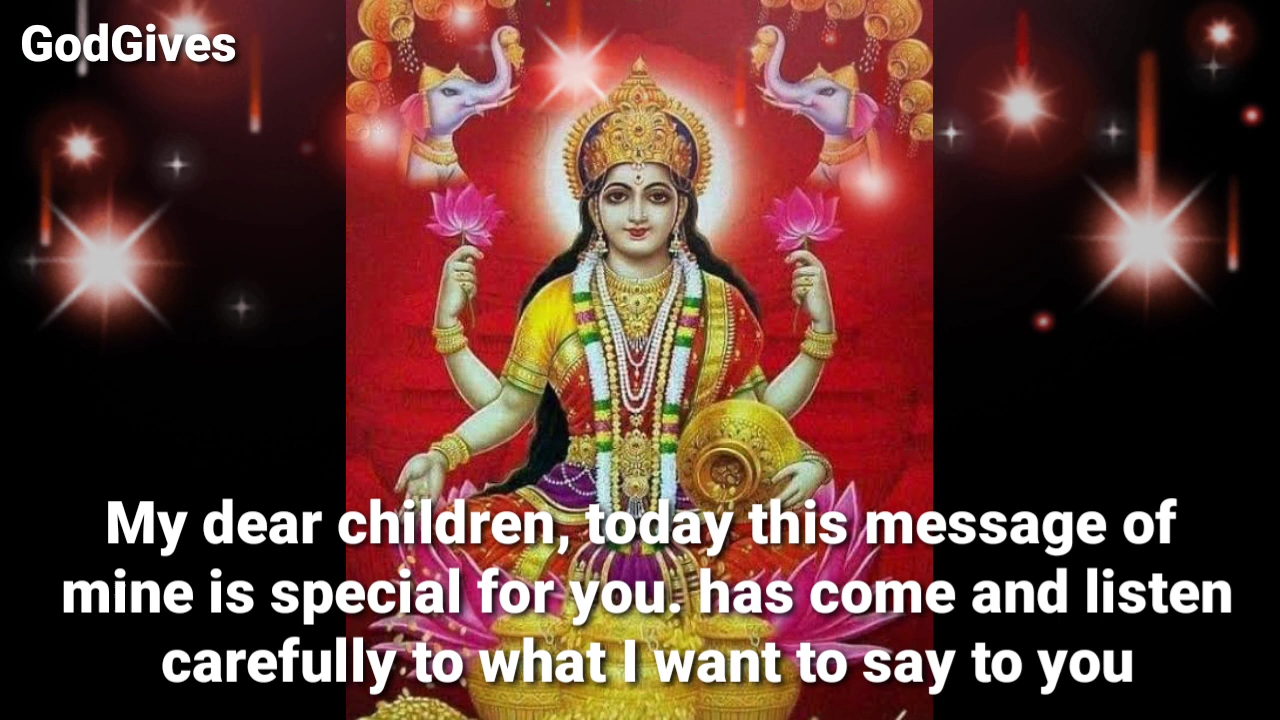 GodGives
My dear children, today this message of
mine is special for you. has come and listen
carefully to what I want to say to you